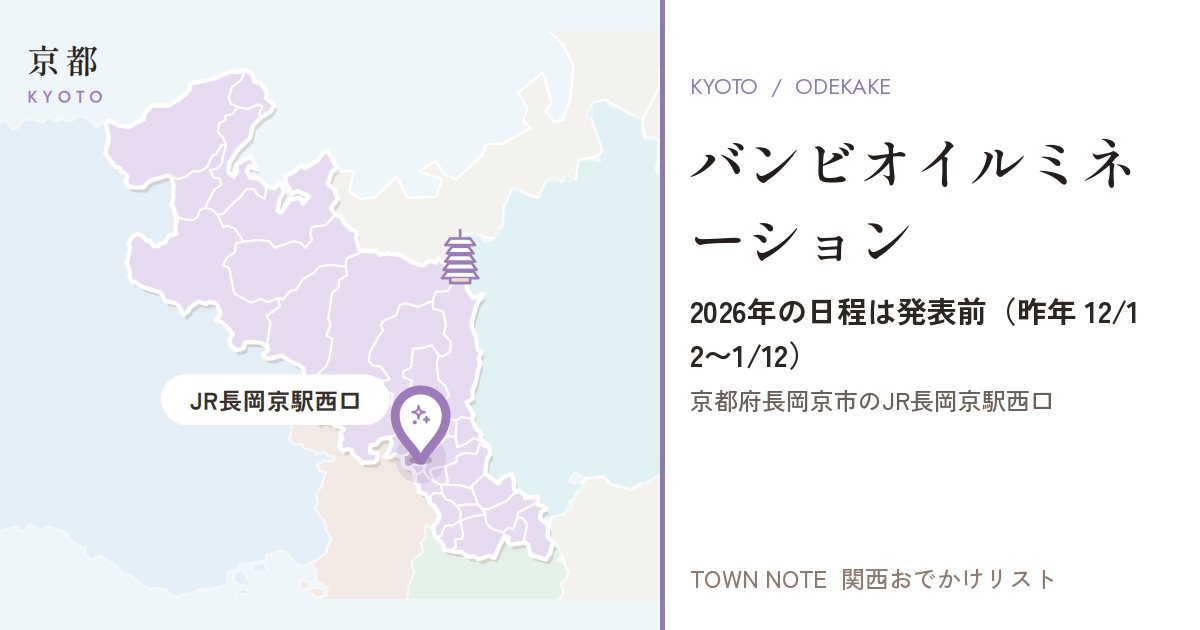 京都
KYOTO
JR長岡京駅西口
KYOTO / ODEKAKE
バンビオイルミネ
ーション
2026年の日程は発表前（昨年 12/1
2〜1/12）
京都府長岡京市のJR長岡京駅西口
TOWN NOTE 関西おでかけリスト